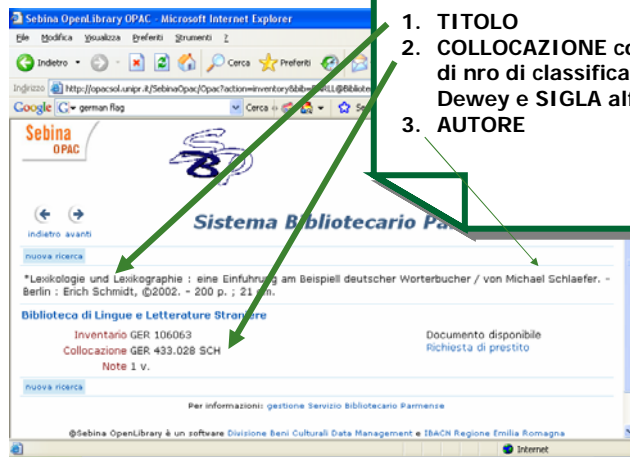 Sebina OpenLibrary OPAC - Microsoft Internet Explorer
File Modifica Visualizza Preferiti Strumenti ?
Indietro Cerca Preferiti
Indirizzo http://opacsol.unipr.it/SebinaOpac/Opac?action=inventory&bib=
Google german flag Cerca
1. TITOLO
2. COLLOCAZIONE
di nro di classifica
Dewey e SIGLA
3. AUTORE
Sebina
OPAC
indietro avanti
Sistema Bibliotecario
nuova ricerca
*Lexikologie und Lexikographie : eine Einfuhrung am Beispiell deutscher Worterbucher / von Michael Schlaefer. -
Berlin : Erich Schmidt, ©2002. - 200 p. ; 21 cm.
Biblioteca di Lingue e Letterature Straniere
Inventario GER 106063 Documento disponibile
Collocazione GER 433.028 SCH Richiesta di prestito
Note 1 v.
nuova ricerca
Per informazioni: gestione Servizio Bibliotecario Parmense
@Sebina OpenLibrary è un software Divisione Beni Culturali Data Management e IBACN Regione Emilia Romagna
Internet